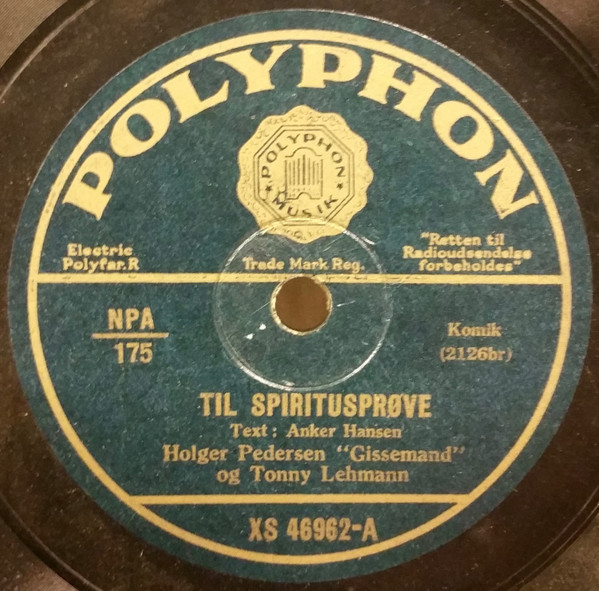 POLYPHON
POLYPHON
MUSIK
Electric
Polyfar.R
Trade Mark Reg.
"Retten til
Radioudsendelse
forbeholdes"
NPA
175
Komik
(2126br)
TIL SPIRITUSPRØVE
Text: Anker Hansen
Holger Pedersen "Gissemand"
og Tonny Lehmann
XS 46962-A